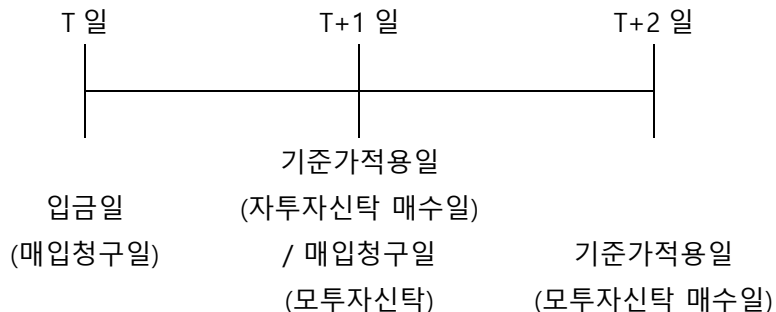 T 일 T+1 일 T+2 일
기준가적용일
입금일 (자투자신탁 매수일)
(매입청구일) / 매입청구일 기준가적용일
(모투자신탁) (모투자신탁 매수일)